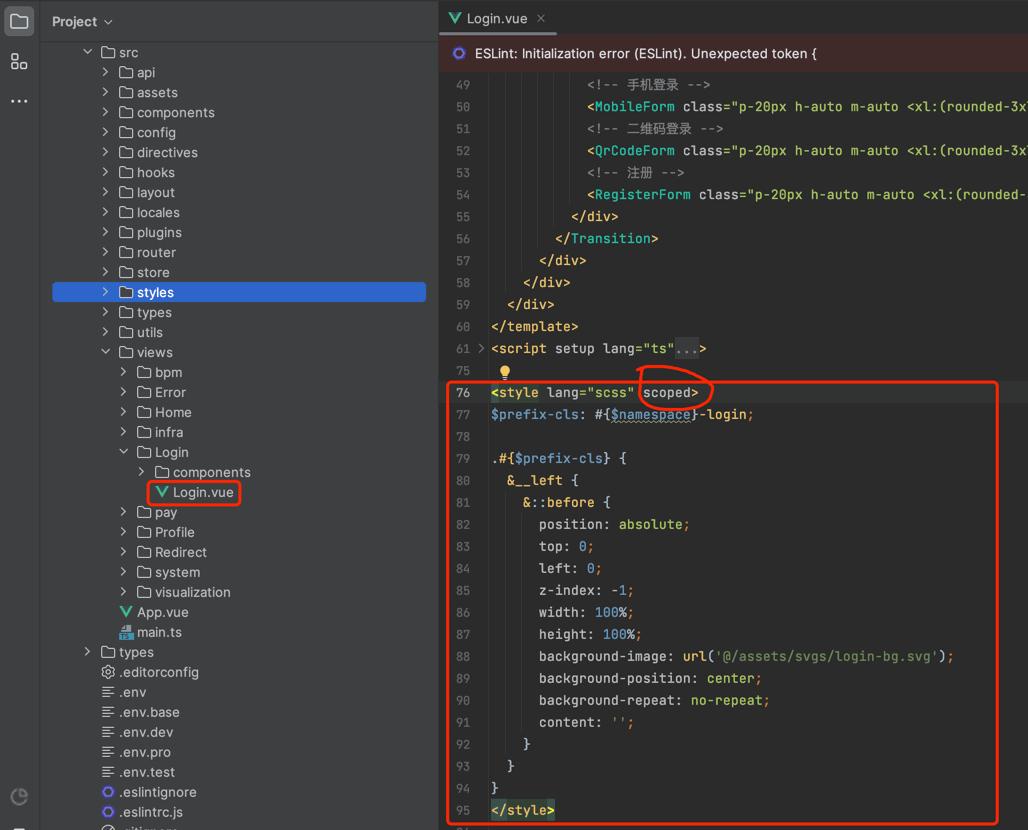 Project
src
api
assets
components
config
directives
hooks
layout
locales
plugins
router
store
styles
types
utils
views
bpm
Error
Home
infra
Login
components
Login.vue
pay
Profile
Redirect
system
visualization
App.vue
main.ts
types
.editorconfig
.env
.env.base
.env.dev
.env.pro
.env.test
.eslintignore
.eslintrc.js
Login.vue
ESLint: Initialization error (ESLint). Unexpected token {
49 <!-- 手机登录 -->
50 <MobileForm class="p-20px h-auto m-auto <xl:(rounded-3x
51 <!-- 二维码登录 -->
52 <QrCodeForm class="p-20px h-auto m-auto <xl:(rounded-3x
53 <!-- 注册 -->
54 <RegisterForm class="p-20px h-auto m-auto <xl:(rounded-
55 </div>
56 </Transition>
57 </div>
58 </div>
59 </div>
60 </template>
61 <script setup lang="ts"...>
75
76 <style lang="scss" scoped>
77 $prefix-cls: #{$namespace}-login;
78
79 .#{$prefix-cls} {
80 &__left {
81 &::before {
82 position: absolute;
83 top: 0;
84 left: 0;
85 z-index: -1;
86 width: 100%;
87 height: 100%;
88 background-image: url('@/assets/svgs/login-bg.svg');
89 background-position: center;
90 background-repeat: no-repeat;
91 content: '';
92 }
93 }
94 }
95 </style>